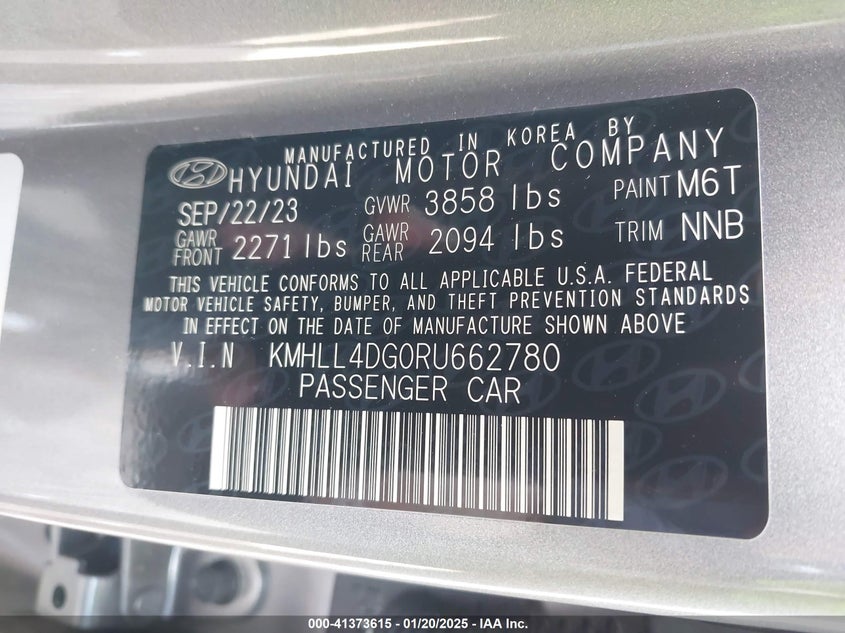 MANUFACTURED IN KOREA BY
HYUNDAI MOTOR COMPANY
SEP/22/23 GVWR 3858 lbs PAINT M6T
GAWR FRONT 2271 lbs GAWR REAR 2094 lbs TRIM NNB
THIS VEHICLE CONFORMS TO ALL APPLICABLE U.S.A. FEDERAL
MOTOR VEHICLE SAFETY, BUMPER, AND THEFT PREVENTION STANDARDS
IN EFFECT ON THE DATE OF MANUFACTURE SHOWN ABOVE
V.I.N KMHLL4DG0RU662780
PASSENGER CAR
000-41373615 — 01/20/2025 — IAA Inc.